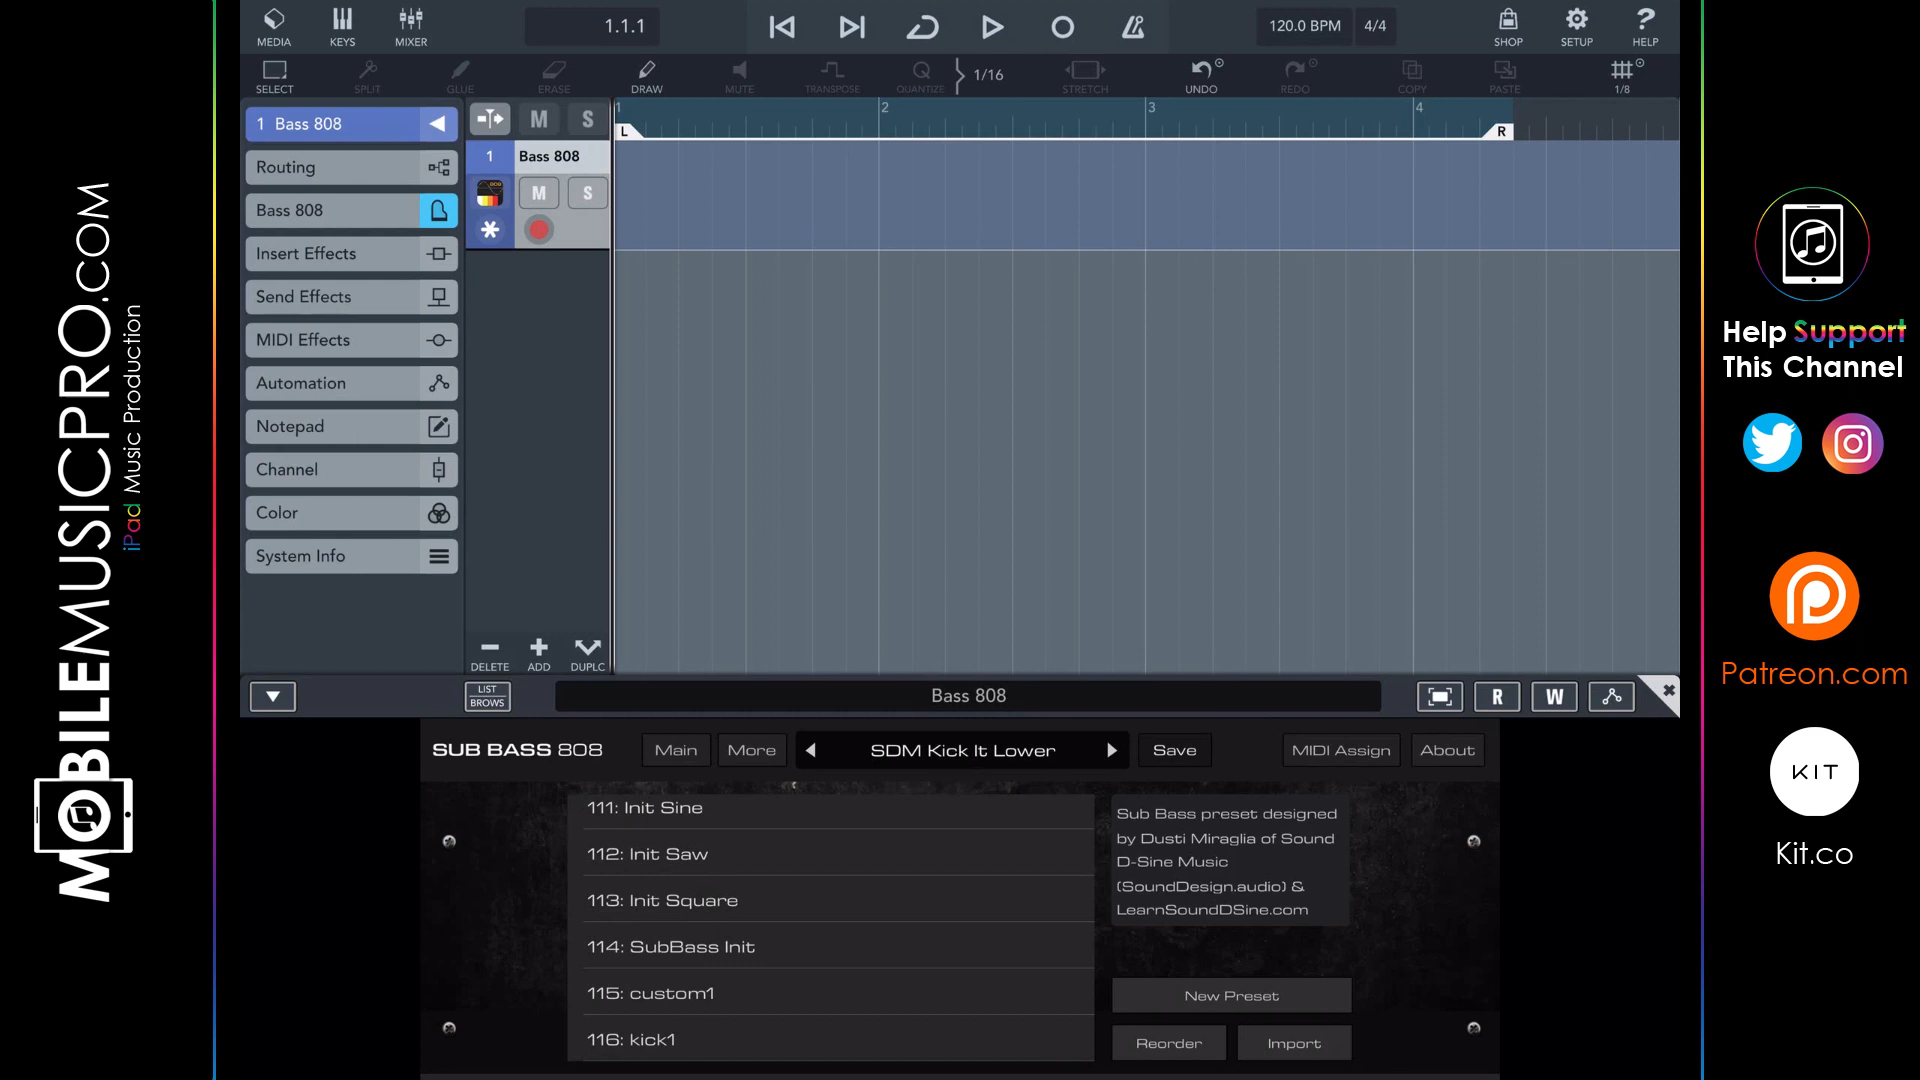 MEDIA
KEYS
MIXER
1.1.1
120.0 BPM
4/4
SHOP
SETUP
HELP
SELECT
SPLIT
GLUE
ERASE
DRAW
MUTE
TRANSPOSE
QUANTIZE
1/16
STRETCH
UNDO
REDO
COPY
PASTE
1/8
1 Bass 808
Routing
Bass 808
Insert Effects
Send Effects
MIDI Effects
Automation
Notepad
Channel
Color
System Info
M
S
1
2
3
4
L
R
1
Bass 808
M
S
DELETE
ADD
DUPLC
LIST
BROWS
Bass 808
R
W
SUB BASS 808
Main
More
SDM Kick It Lower
Save
MIDI Assign
About
111: Init Sine
112: Init Saw
113: Init Square
114: SubBass Init
115: custom1
116: kick1
Sub Bass preset designed
by Dusti Miraglia of Sound
D-Sine Music
(SoundDesign.audio) &
LearnSoundDSine.com
New Preset
Reorder
Import
MOBILEMUSICPRO.COM
iPad Music Production
Help Support
This Channel
Patreon.com
KIT
Kit.co